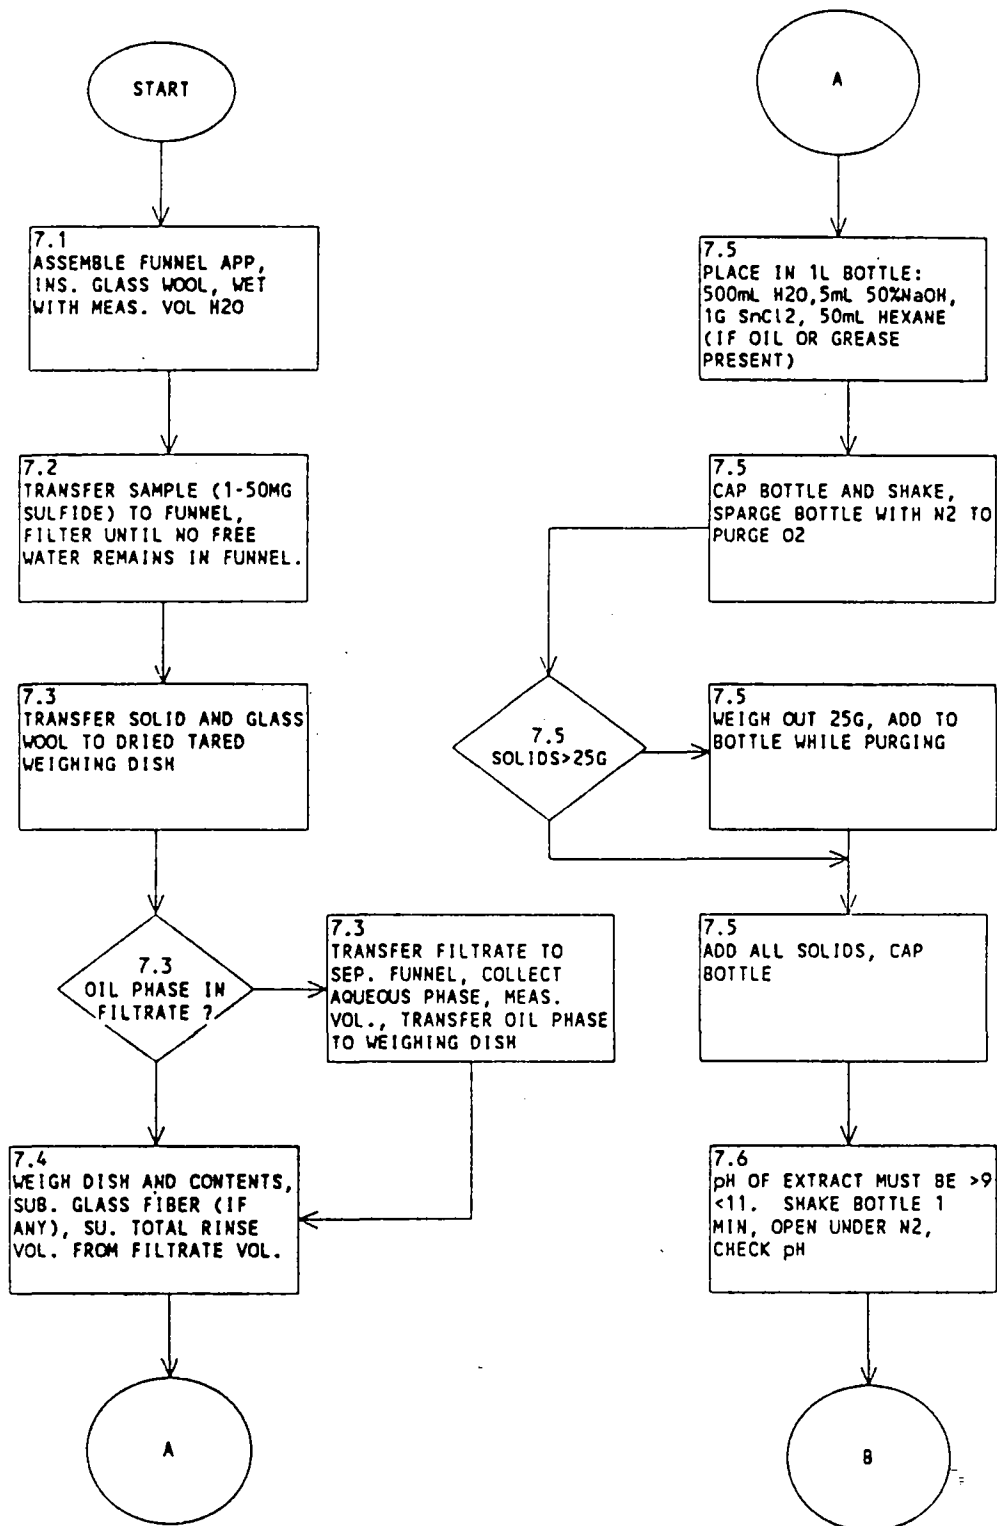 START
7.1
ASSEMBLE FUNNEL APP,
INS. GLASS WOOL, WET
WITH MEAS. VOL H2O
7.2
TRANSFER SAMPLE (1-50MG
SULFIDE) TO FUNNEL,
FILTER UNTIL NO FREE
WATER REMAINS IN FUNNEL.
7.3
TRANSFER SOLID AND GLASS
WOOL TO DRIED TARED
WEIGHING DISH
7.3
OIL PHASE IN
FILTRATE ?
7.3
TRANSFER FILTRATE TO
SEP. FUNNEL, COLLECT
AQUEOUS PHASE, MEAS.
VOL., TRANSFER OIL PHASE
TO WEIGHING DISH
7.4
WEIGH DISH AND CONTENTS,
SUB. GLASS FIBER (IF
ANY), SU. TOTAL RINSE
VOL. FROM FILTRATE VOL.
A
A
7.5
PLACE IN 1L BOTTLE:
500mL H2O,5mL 50%NaOH,
1G SnCl2, 50mL HEXANE
(IF OIL OR GREASE
PRESENT)
7.5
CAP BOTTLE AND SHAKE,
SPARGE BOTTLE WITH N2 TO
PURGE O2
7.5
SOLIDS>25G
7.5
WEIGH OUT 25G, ADD TO
BOTTLE WHILE PURGING
7.5
ADD ALL SOLIDS, CAP
BOTTLE
7.6
pH OF EXTRACT MUST BE >9
<11. SHAKE BOTTLE 1
MIN, OPEN UNDER N2,
CHECK pH
B